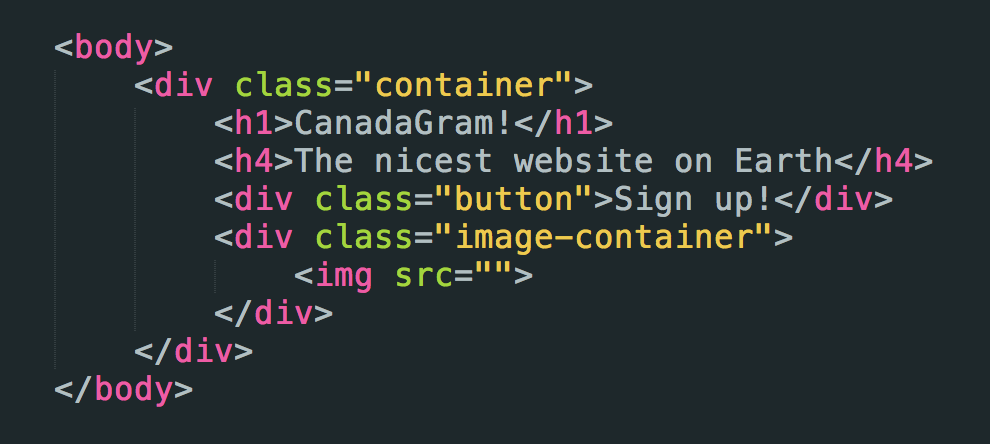 <body>
    <div class="container">
        <h1>CanadaGram!</h1>
        <h4>The nicest website on Earth</h4>
        <div class="button">Sign up!</div>
        <div class="image-container">
            <img src="">
        </div>
    </div>
</body>